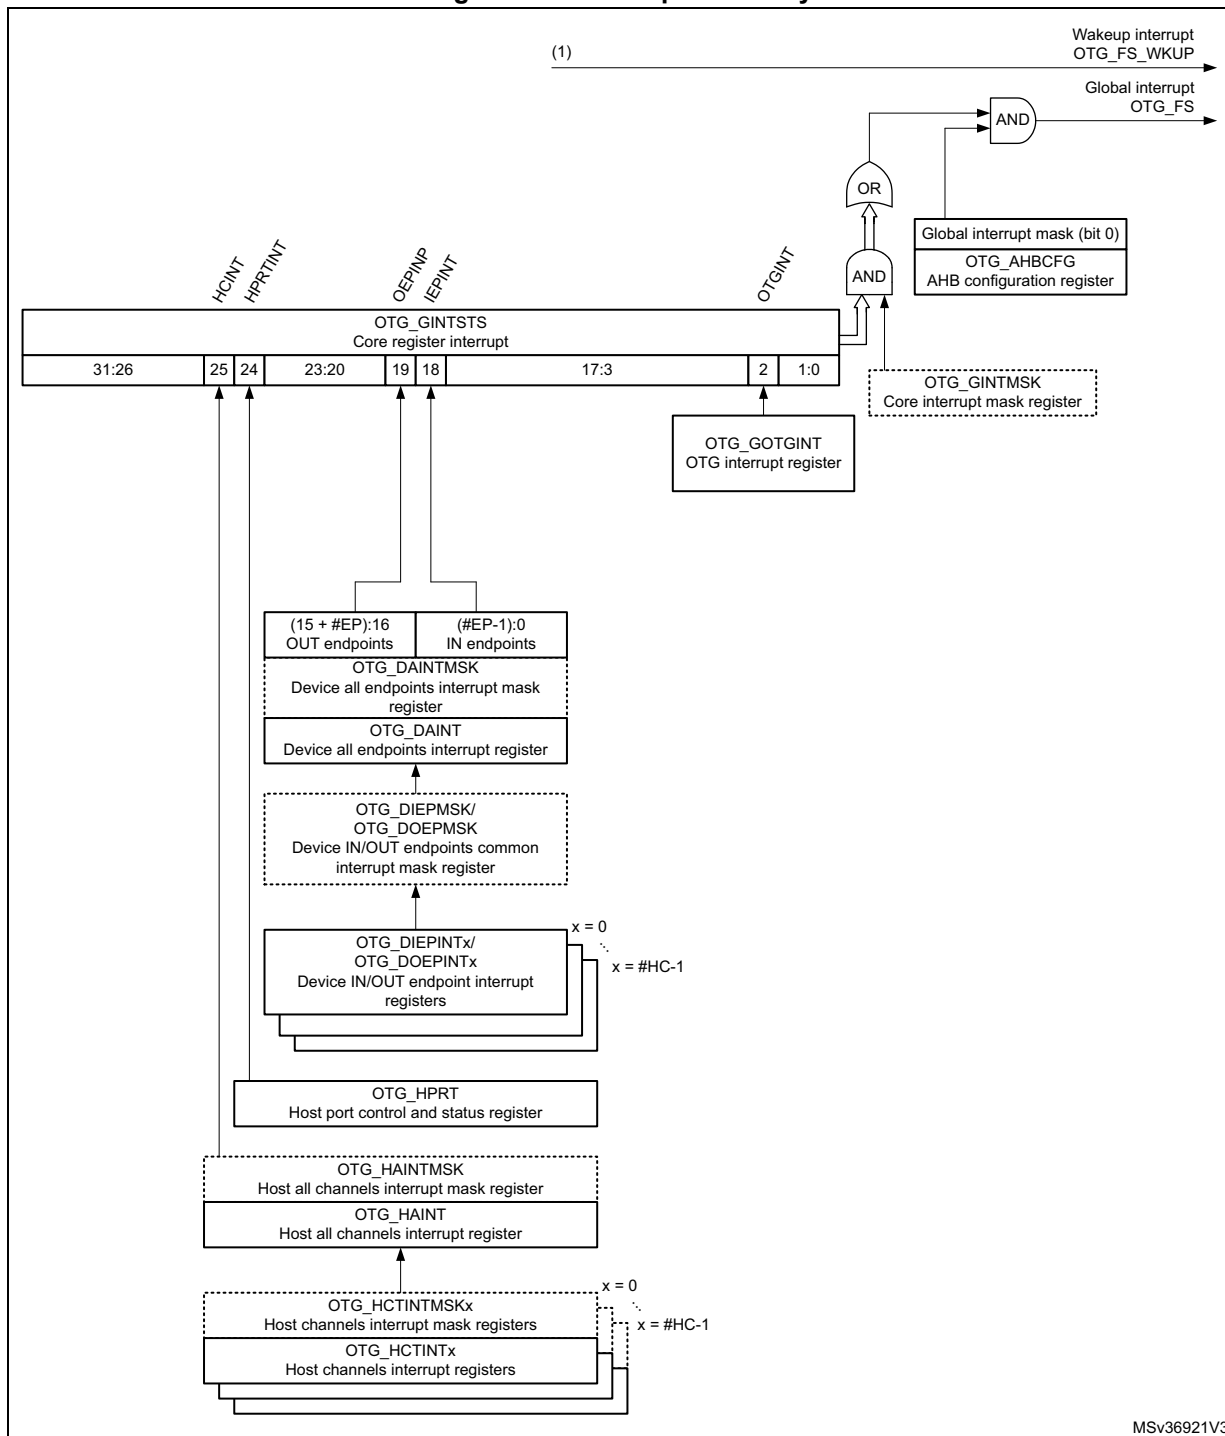 (1)
Wakeup interrupt
OTG_FS_WKUP
Global interrupt
OTG_FS
AND
OR
Global interrupt mask (bit 0)
OTG_AHBCFG
AHB configuration register
AND
HCINT
HPRTINT
OEPINP
IEPINT
OTGINT
OTG_GINTSTS
Core register interrupt
31:26
25
24
23:20
19
18
17:3
2
1:0
OTG_GINTMSK
Core interrupt mask register
OTG_GOTGINT
OTG interrupt register
(15 + #EP):16
OUT endpoints
(#EP-1):0
IN endpoints
OTG_DAINTMSK
Device all endpoints interrupt mask
register
OTG_DAINT
Device all endpoints interrupt register
OTG_DIEPMSK/
OTG_DOEPMSK
Device IN/OUT endpoints common
interrupt mask register
x = 0
x = #HC-1
OTG_DIEPINTx/
OTG_DOEPINTx
Device IN/OUT endpoint interrupt
registers
OTG_HPRT
Host port control and status register
OTG_HAINTMSK
Host all channels interrupt mask register
OTG_HAINT
Host all channels interrupt register
x = 0
x = #HC-1
OTG_HCTINTMSKx
Host channels interrupt mask registers
OTG_HCTINTx
Host channels interrupt registers
MSv36921V3